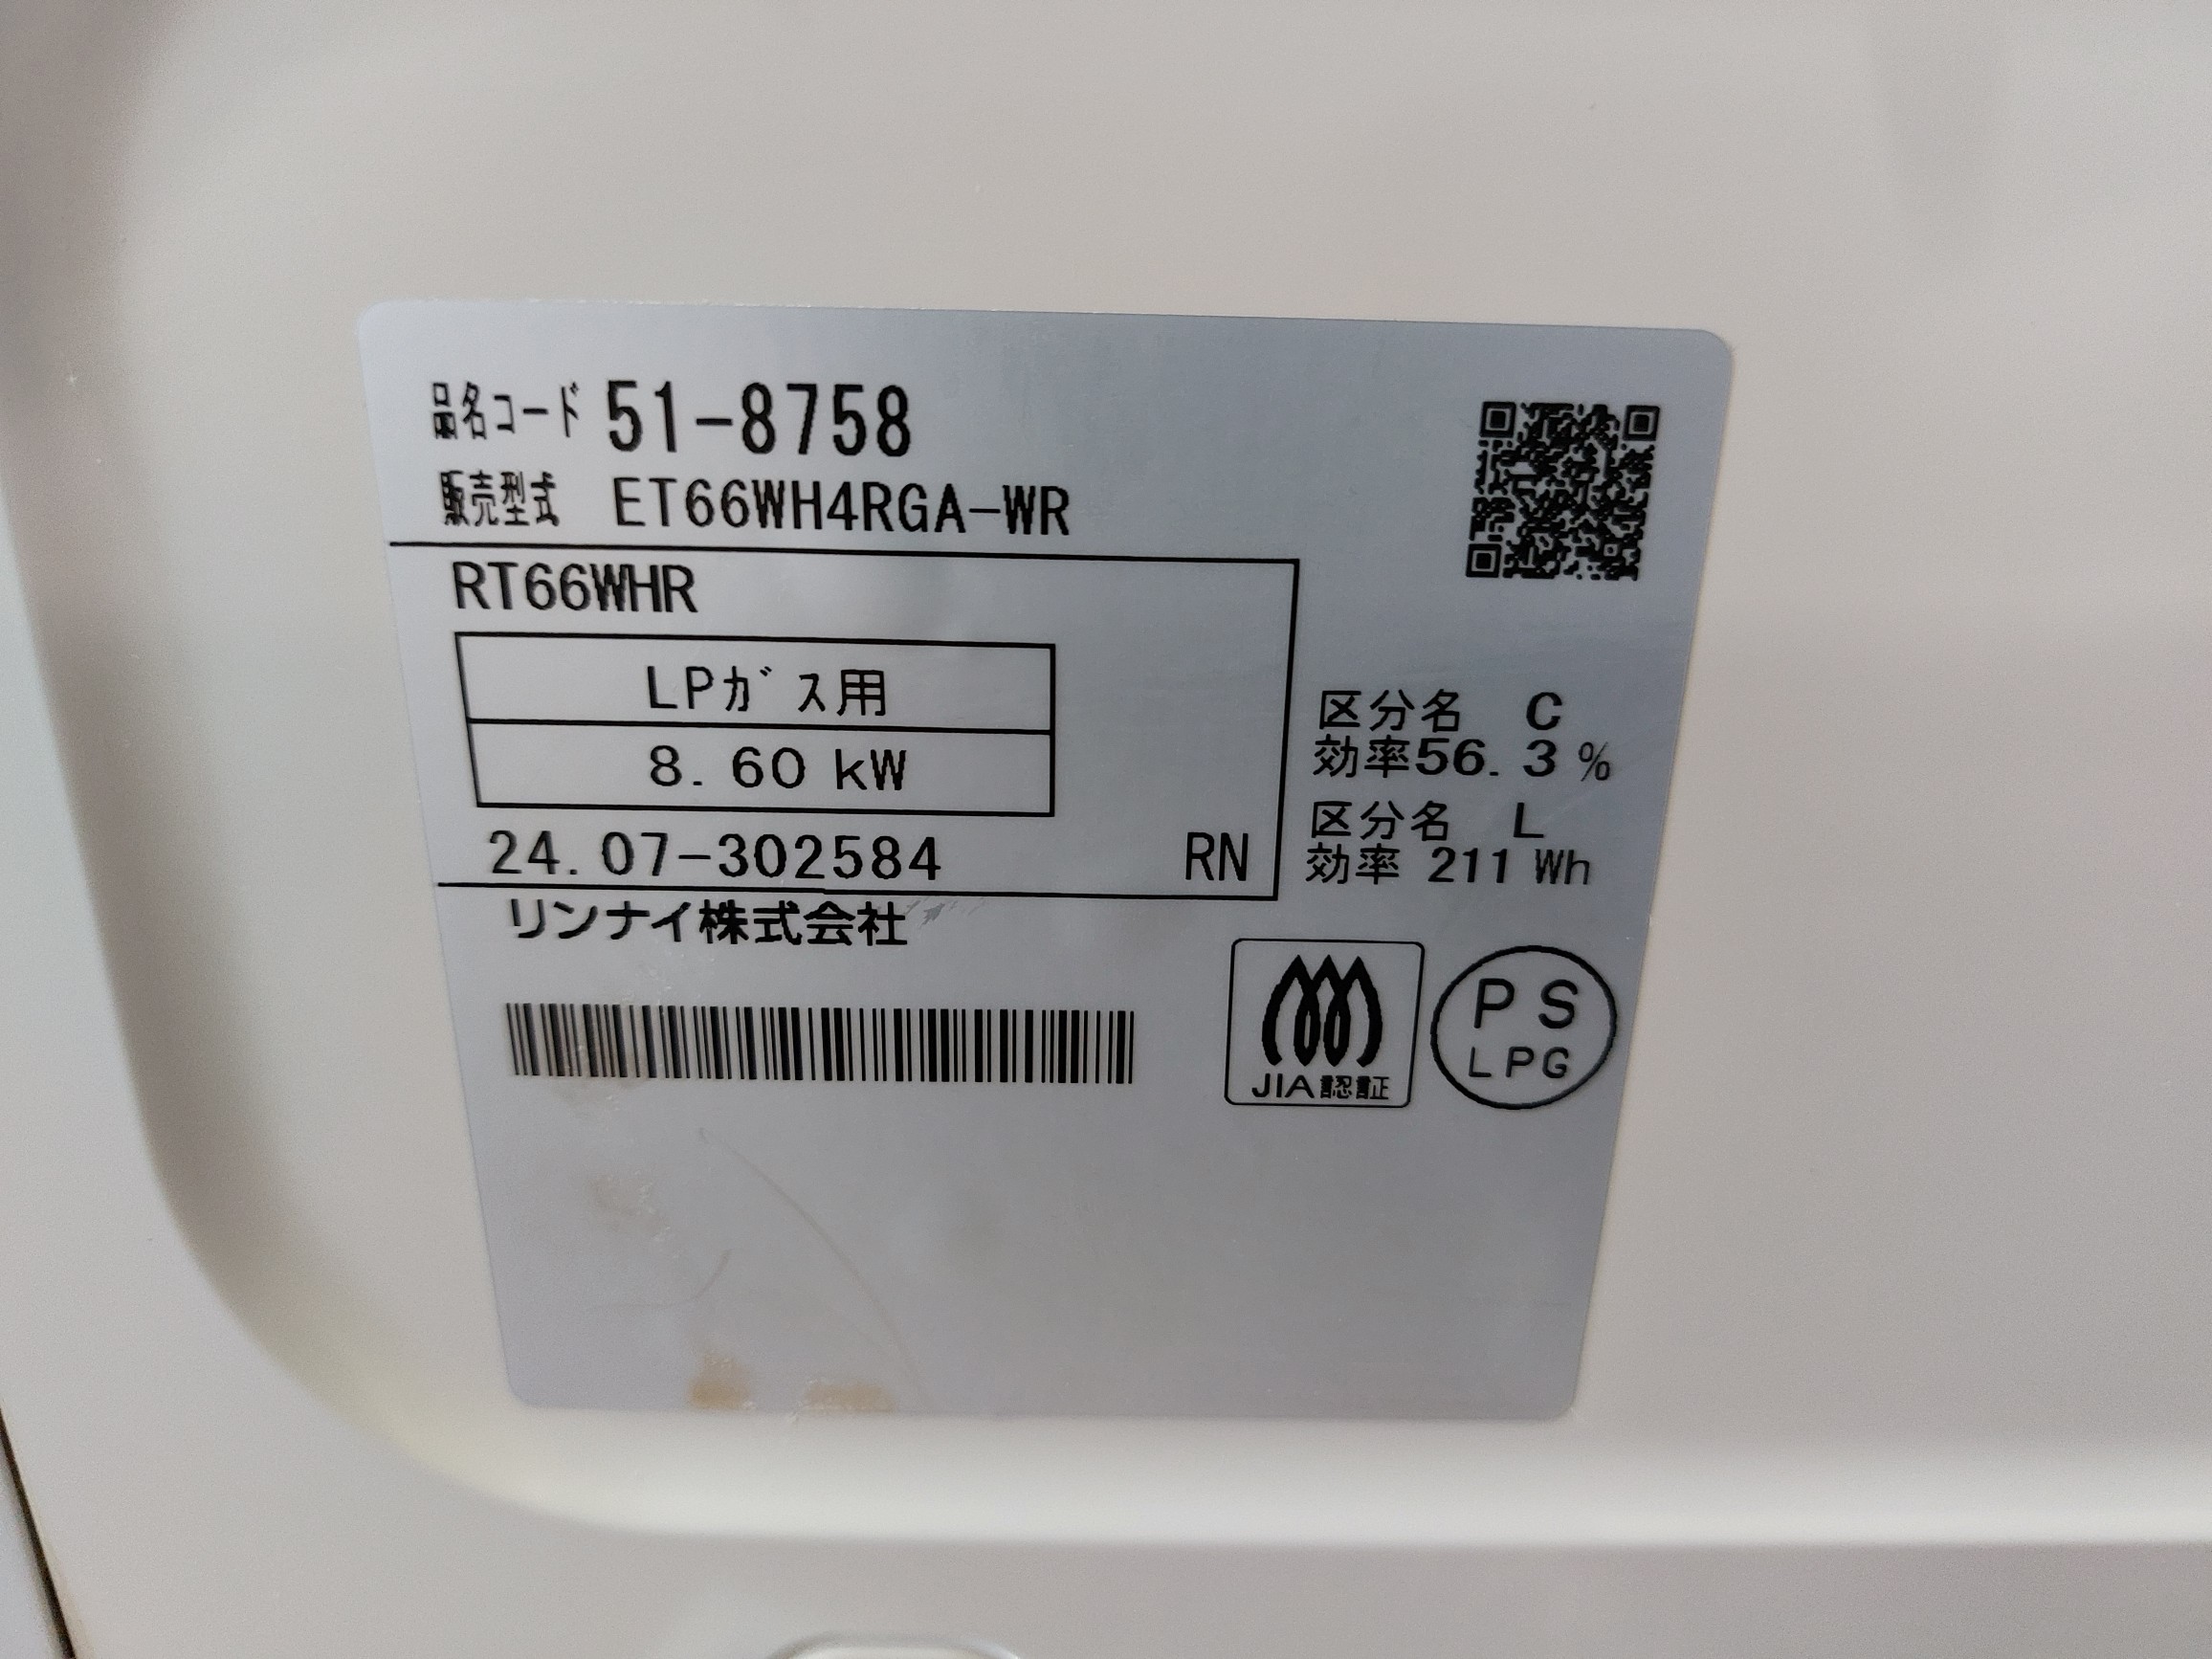 品名コード 51-8758
販売型式 ET66WH4RGA-WR
RT66WHR
LPガス用
8.60 kW
24.07-302584 RN
区分名 C
効率56.3%
区分名 L
効率 211 Wh
リンナイ株式会社
JIA認証
PS
LPG